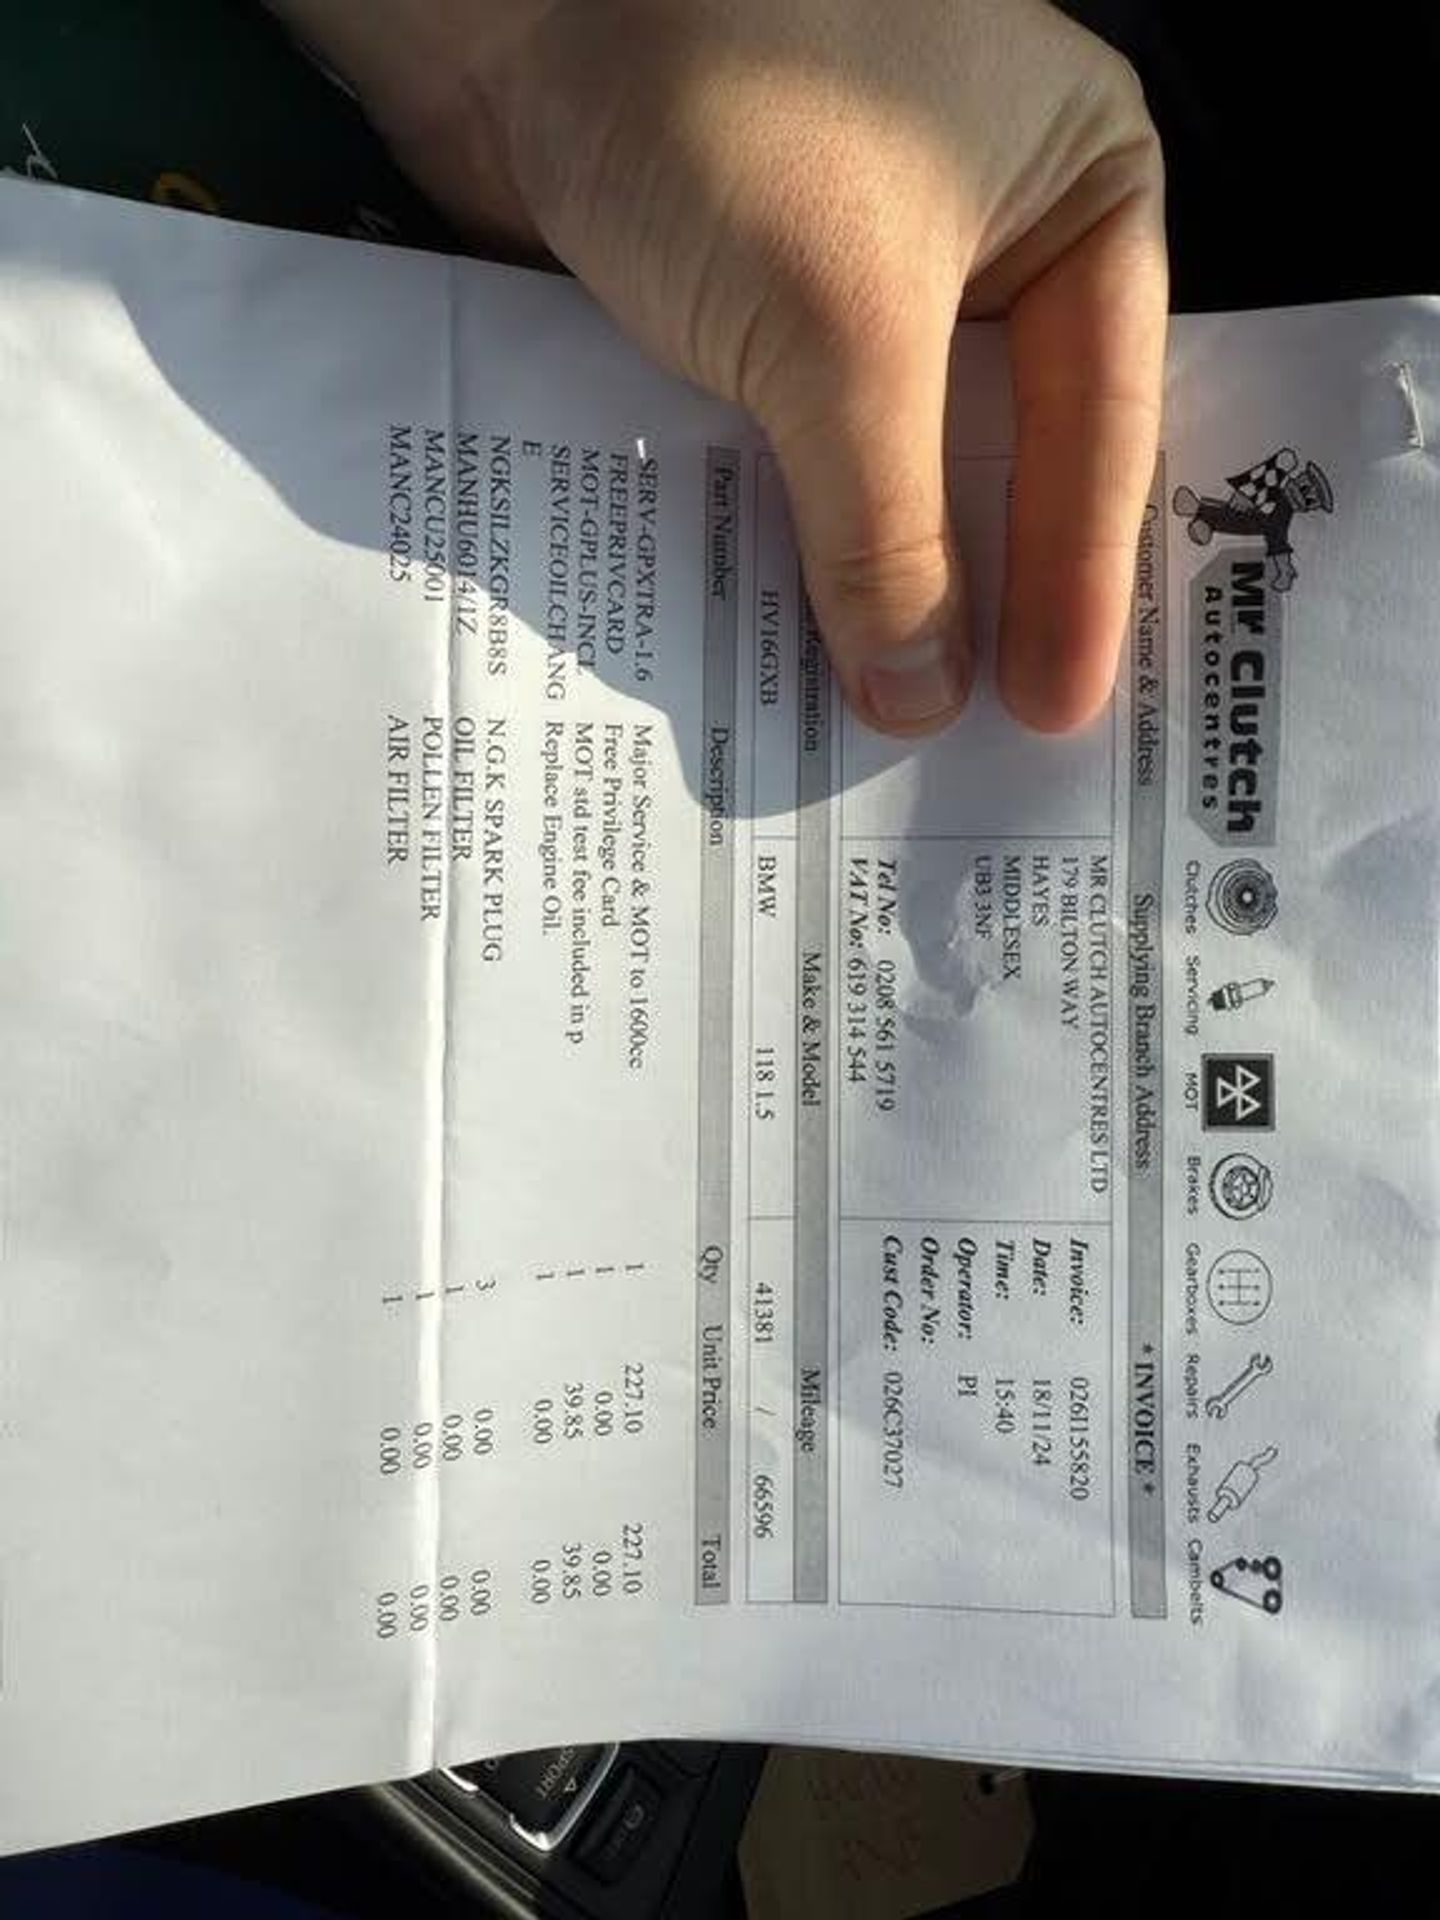 Mr Clutch
Autocentres
Clutches Servicing MOT Brakes Gearboxes Repairs Exhausts Cambelts
Customer Name & Address Supplying Branch Address * INVOICE *
MR CLUTCH AUTOCENTRES LTD
179 BILTON WAY
HAYES
MIDDLESEX
UB3 3NF
Tel No: 0208 561 5719
VAT No: 619 314 544
Invoice: 0261155820
Date: 18/11/24
Time: 15:40
Operator: PI
Order No:
Cust Code: 026C37027
Registration Make & Model Mileage
HV16GXB BMW 118 1.5 41381 / 66596
Part Number Description Qty Unit Price Total
SERV-GPXTRA-1.6 Major Service & MOT to 1600cc 1 227.10 227.10
FREEPRIVCARD Free Privilege Card 1 0.00 0.00
MOT-GPLUS-INCL MOT std test fee included in p 1 39.85 39.85
SERVICEOILCHANG Replace Engine Oil. 1 0.00 0.00
E
NGKSILZKGR8B8S N.G.K SPARK PLUG 3 0.00 0.00
MANHU6014/1Z OIL FILTER 1 0.00 0.00
MANCU25001 POLLEN FILTER 1 0.00 0.00
MANC24025 AIR FILTER 1 0.00 0.00
SPORT